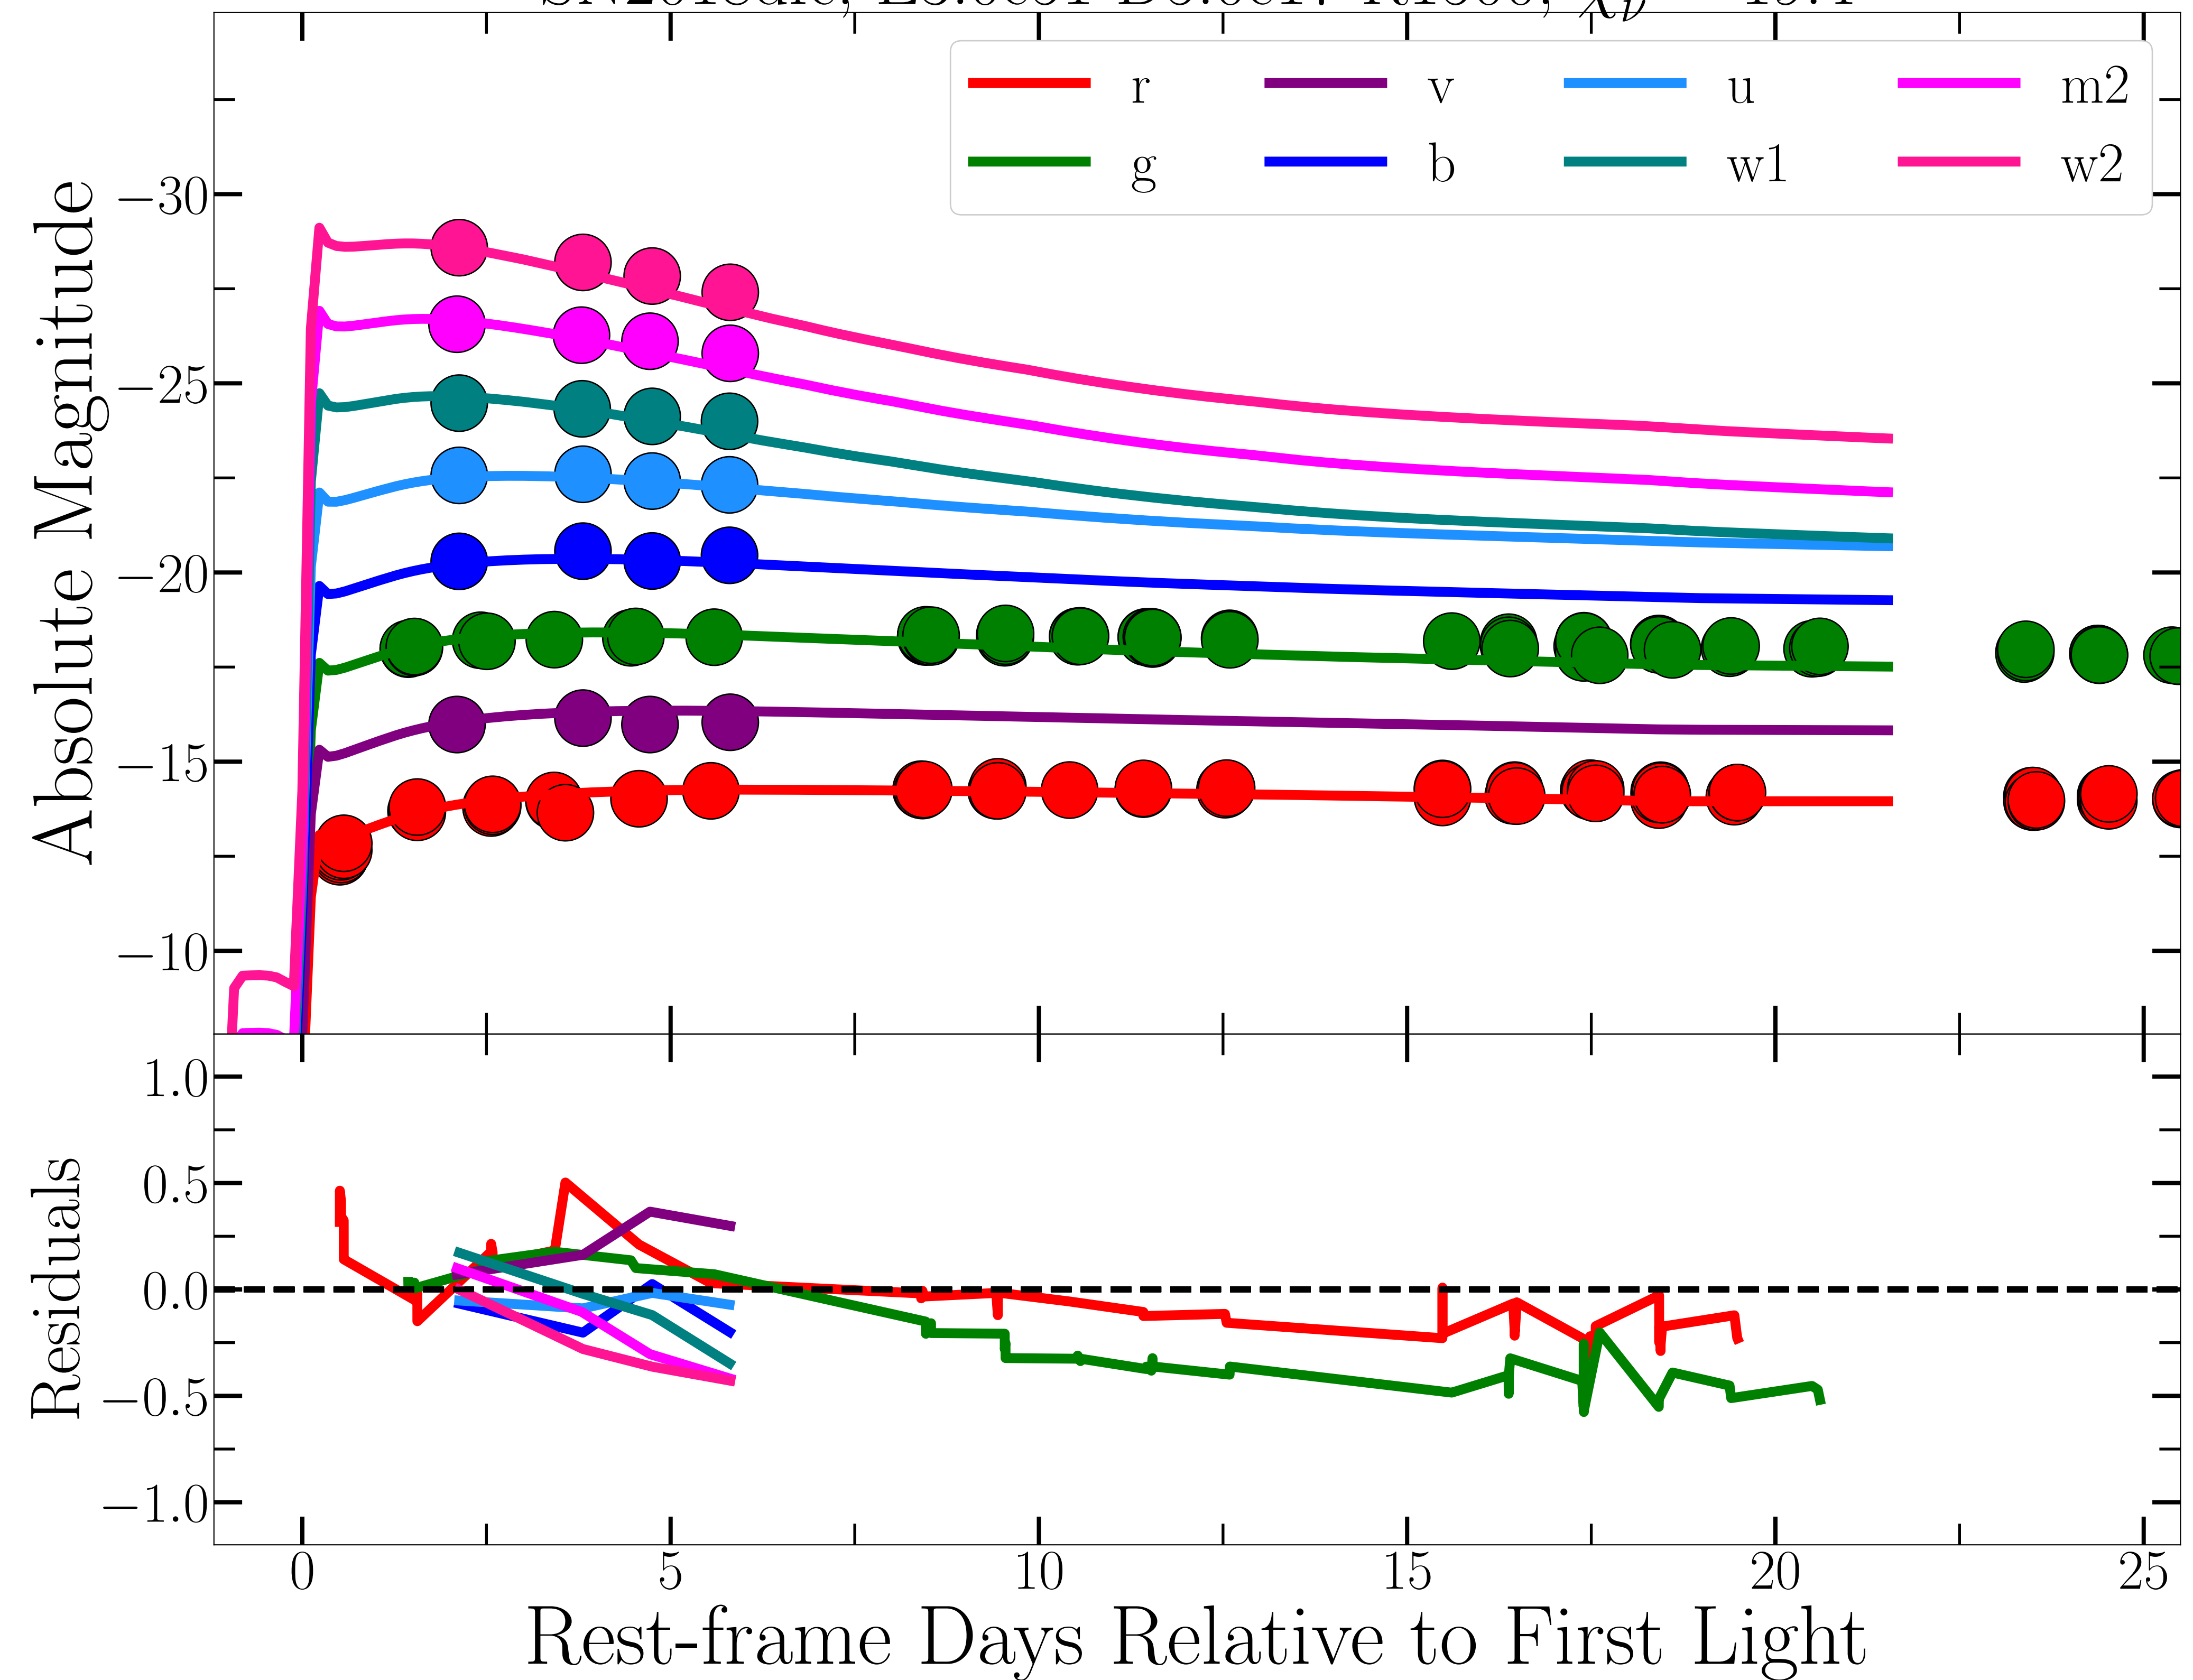 r v u m2
g b w1 w2
Absolute Magnitude
−30
−25
−20
−15
−10
Residuals
1.0
0.5
0.0
−0.5
−1.0
0 5 10 15 20 25
Rest-frame Days Relative to First Light